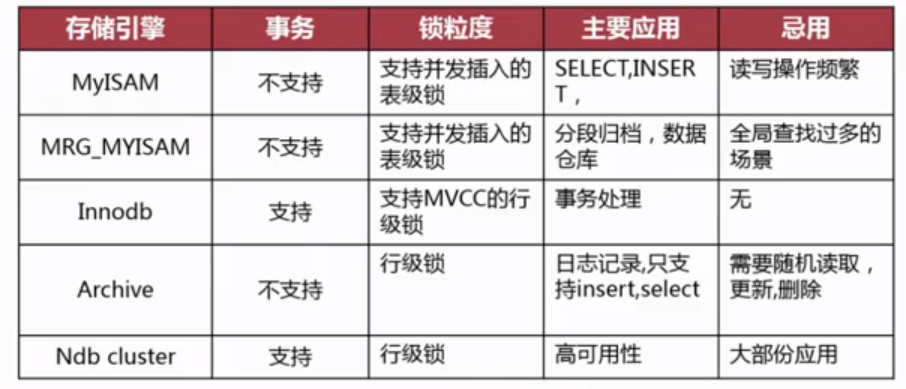 存储引擎 事务 锁粒度 主要应用 忌用
MyISAM 不支持 支持并发插入的 SELECT,INSER 读写操作频繁
表级锁 T，
MRG_MYISAM 不支持 支持并发插入的 分段归档，数据 全局查找过多的
表级锁 仓库 场景
Innodb 支持 支持MVCC的行 事务处理 无
级锁
Archive 不支持 行级锁 日志记录,只支 需要随机读取，
持insert,select 更新,删除
Ndb cluster 支持 行级锁 高可用性 大部份应用